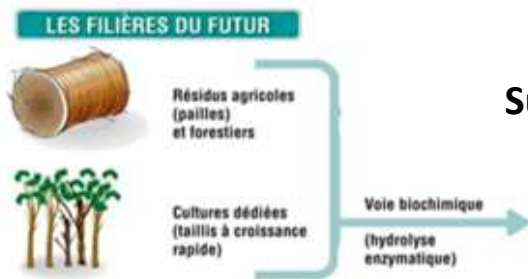 LES FILIÈRES DU FUTUR
Résidus agricoles
(pailles)
et forestiers
Cultures dédiées
(taillis à croissance
rapide)
Voie biochimique
(hydrolyse
enzymatique)